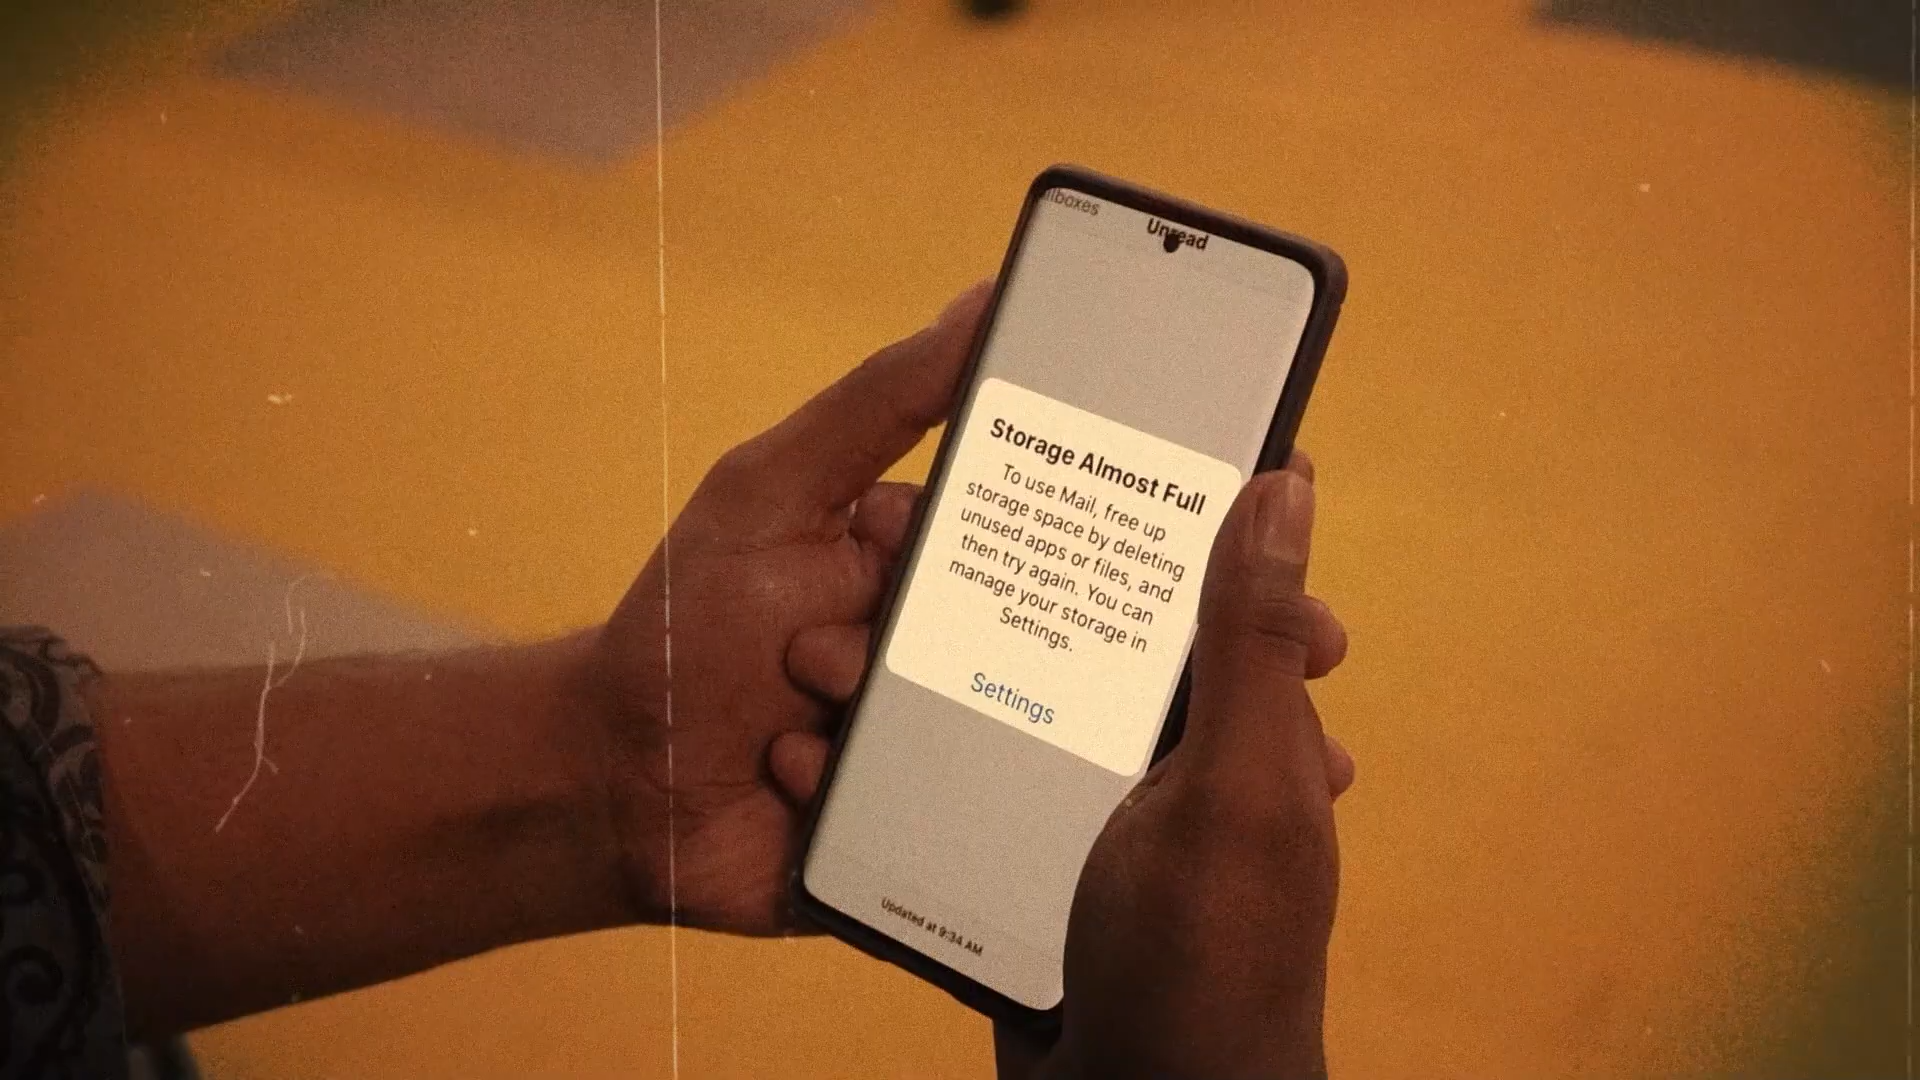 Unread
Storage Almost Full
To use Mail, free up
storage space by deleting
unused apps or files, and
then try again. You can
manage your storage in
Settings.
Settings
Updated at 9:34 AM